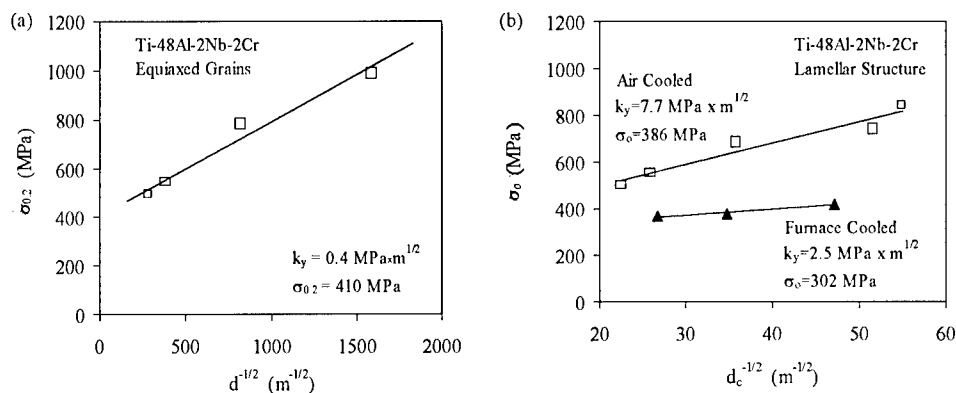 (a)
1200
1000
800
600
400
200
0
σ0.2 (MPa)
Ti-48Al-2Nb-2Cr
Equiaxed Grains
ky = 0.4 MPa×m1/2
σ0.2 = 410 MPa
0 500 1000 1500 2000
d-1/2 (m-1/2)
(b)
1200
1000
800
600
400
200
0
σo (MPa)
Ti-48Al-2Nb-2Cr
Lamellar Structure
Air Cooled
ky=7.7 MPa x m1/2
σo=386 MPa
Furnace Cooled
ky=2.5 MPa x m1/2
σo=302 MPa
20 30 40 50 60
dc-1/2 (m-1/2)